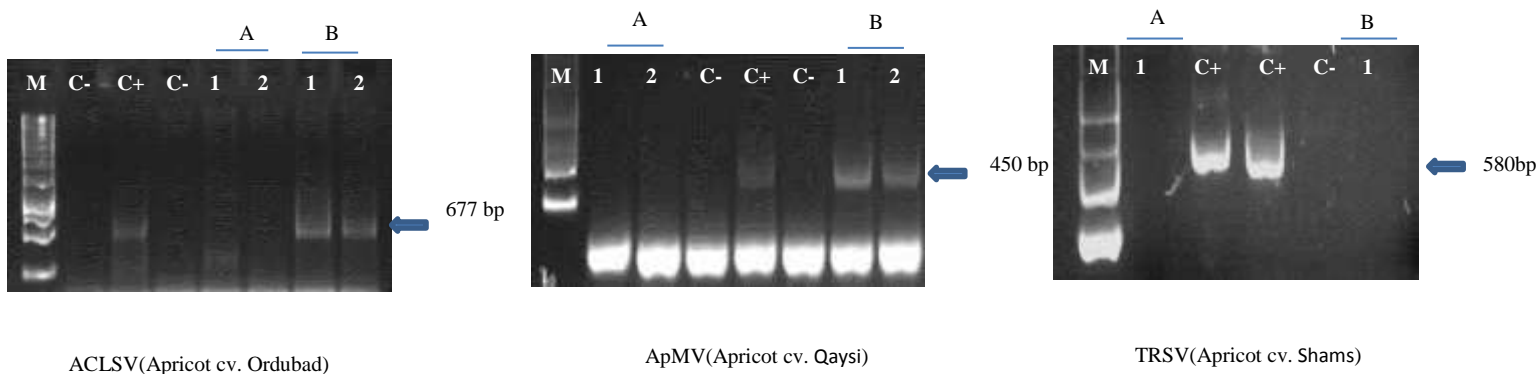 A B
M C- C+ C- 1 2 1 2
677 bp
ACLSV(Apricot cv. Ordubad)
A B
M 1 2 C- C+ C- 1 2
450 bp
ApMV(Apricot cv. Qaysi)
A B
M 1 C+ C+ C- 1
580bp
TRSV(Apricot cv. Shams)